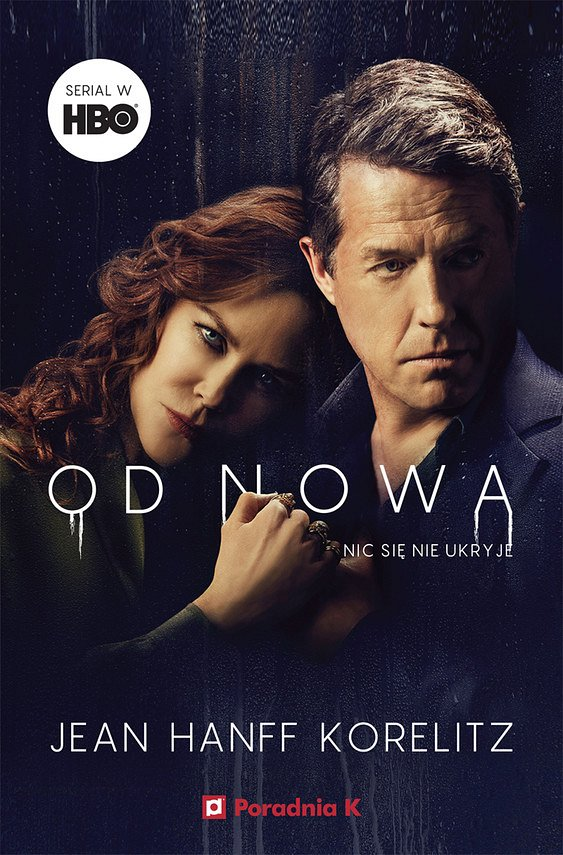 SERIAL W
HBO®
OD NOWA
NIC SIĘ NIE UKRYJE
JEAN HANFF KORELITZ
Poradnia K